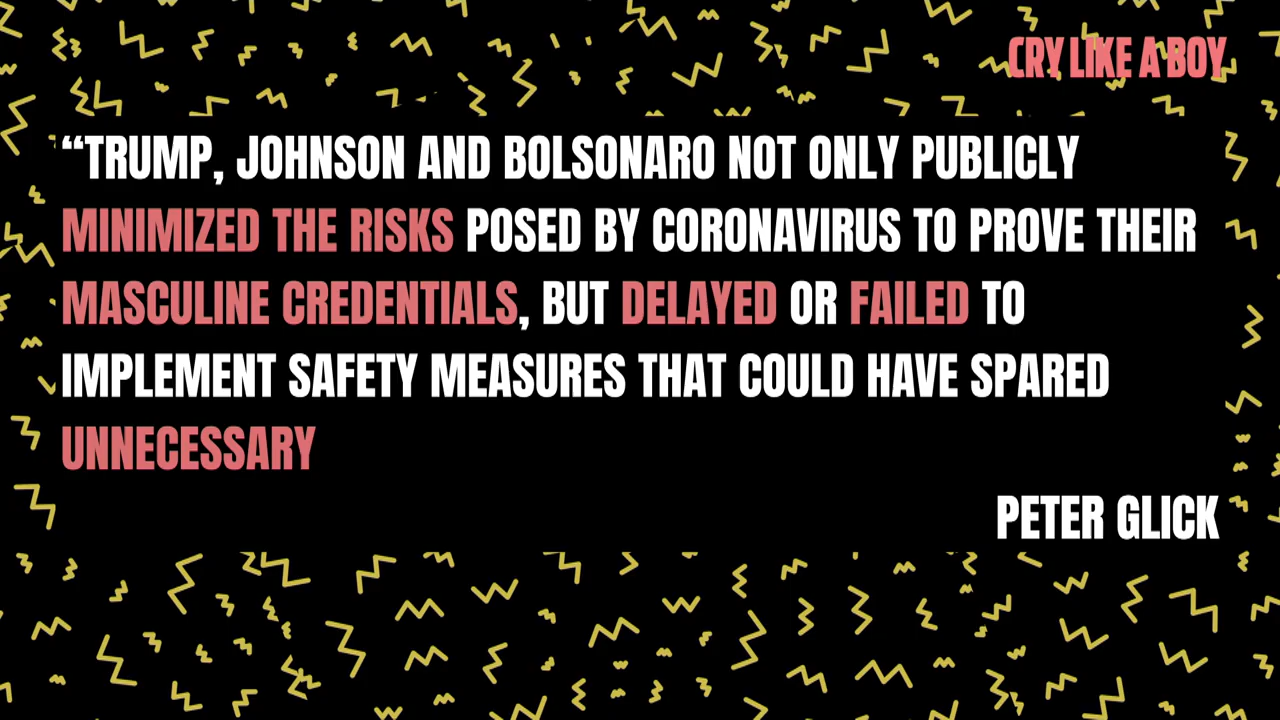 CRY LIKE A BOY
“TRUMP, JOHNSON AND BOLSONARO NOT ONLY PUBLICLY
MINIMIZED THE RISKS POSED BY CORONAVIRUS TO PROVE THEIR
MASCULINE CREDENTIALS, BUT DELAYED OR FAILED TO
IMPLEMENT SAFETY MEASURES THAT COULD HAVE SPARED
UNNECESSARY
PETER GLICK